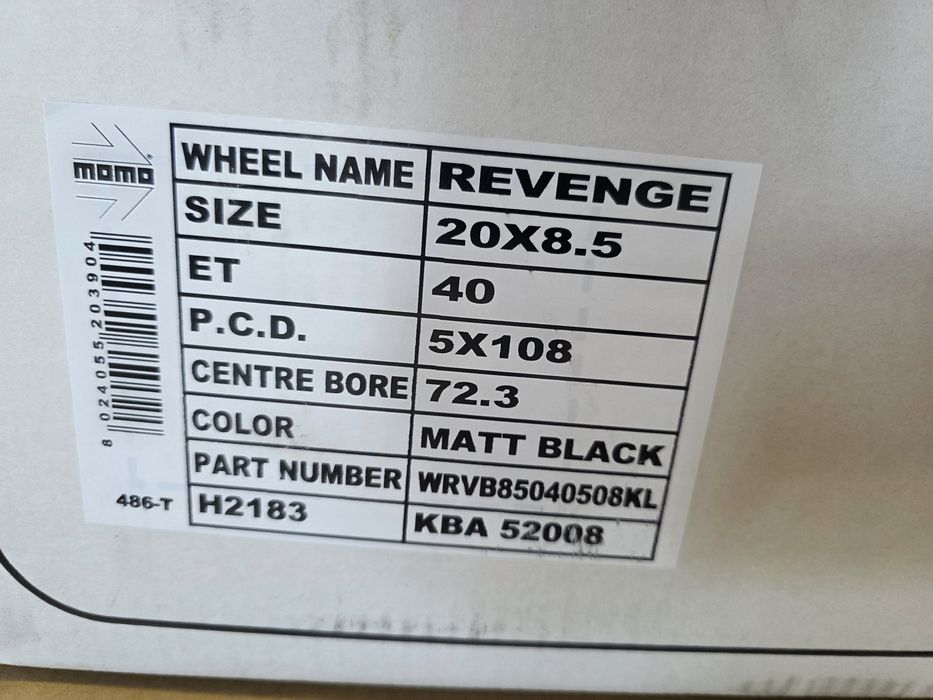 momo
8 024055 203904
486-T
WHEEL NAME REVENGE
SIZE 20X8.5
ET 40
P.C.D. 5X108
CENTRE BORE 72.3
COLOR MATT BLACK
PART NUMBER WRVB85040508KL
H2183 KBA 52008